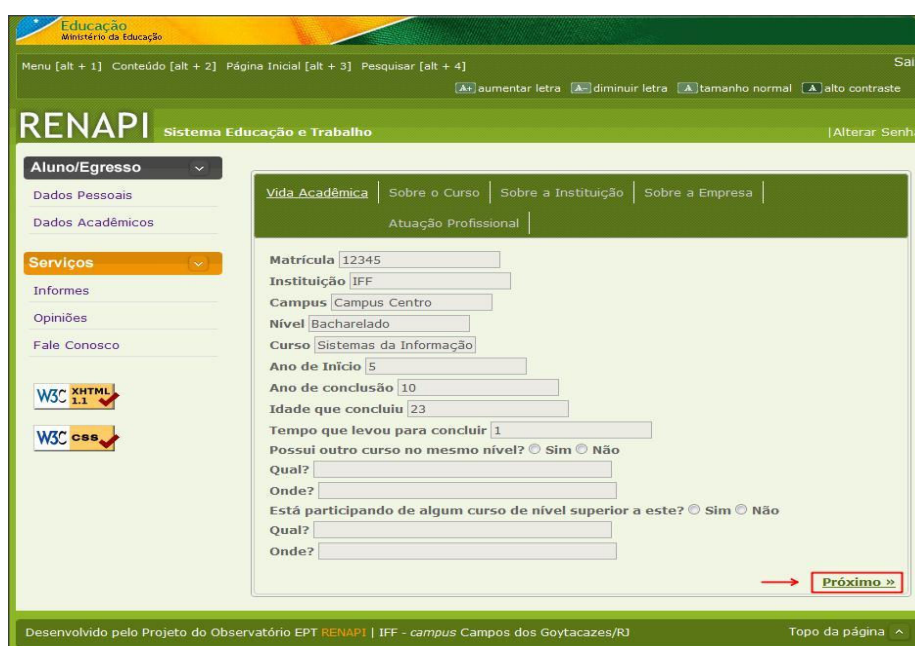 Educação
Ministério da Educação
Menu [alt + 1] Conteúdo [alt + 2] Página Inicial [alt + 3] Pesquisar [alt + 4]
Sai
A+ aumentar letra A- diminuir letra A tamanho normal A alto contraste
RENAPI Sistema Educação e Trabalho |Alterar Senh
Aluno/Egresso
Dados Pessoais
Dados Acadêmicos
Serviços
Informes
Opiniões
Fale Conosco
W3C XHTML 1.1
W3C css
Vida Acadêmica Sobre o Curso Sobre a Instituição Sobre a Empresa
Atuação Profissional
Matrícula 12345
Instituição IFF
Campus Campus Centro
Nível Bacharelado
Curso Sistemas da Informação
Ano de Início 5
Ano de conclusão 10
Idade que concluiu 23
Tempo que levou para concluir 1
Possui outro curso no mesmo nível? Sim Não
Qual?
Onde?
Está participando de algum curso de nível superior a este? Sim Não
Qual?
Onde?
Próximo »
Desenvolvido pelo Projeto do Observatório EPT RENAPI | IFF - campus Campos dos Goytacazes/RJ
Topo da página ^